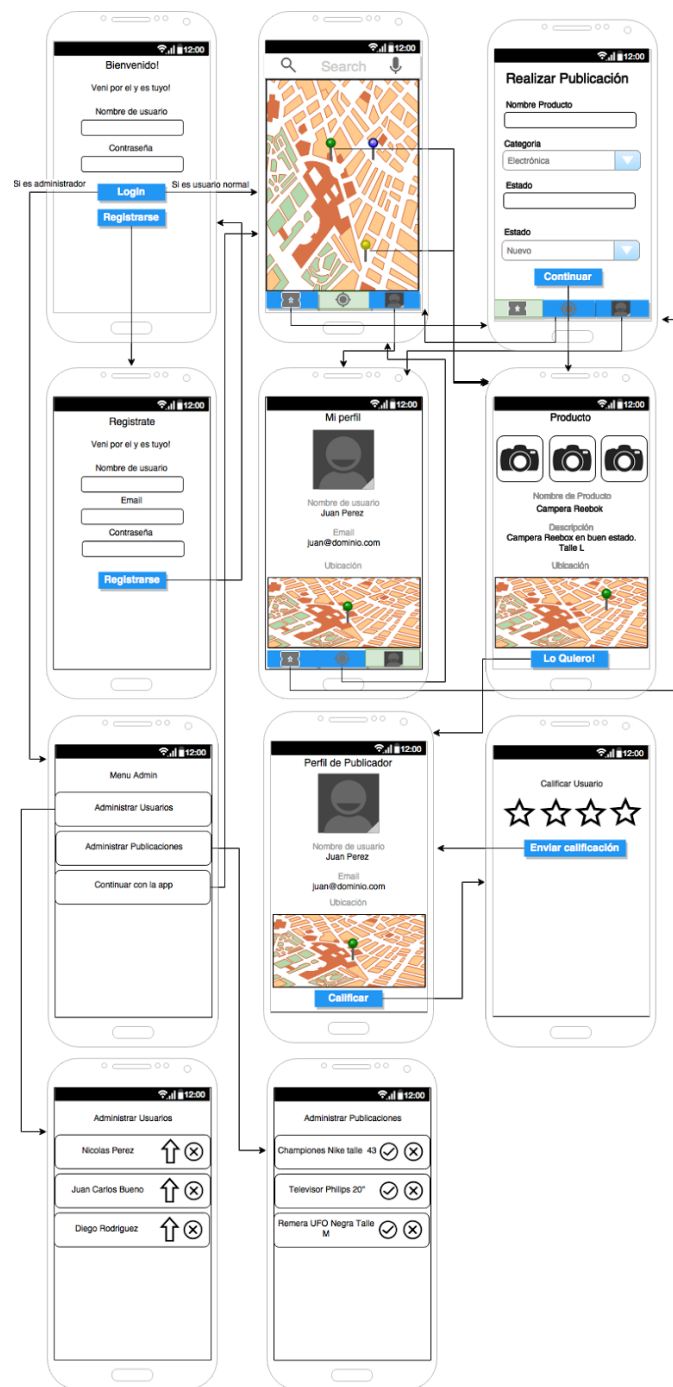 12:00
Bienvenido!
Veni por el y es tuyo!
Nombre de usuario
Contraseña
Si es administrador
Login
Si es usuario normal
Registrarse
12:00
Search
12:00
Realizar Publicación
Nombre Producto
Categoria
Electrónica
Estado
Estado
Nuevo
Continuar
12:00
Registrate
Veni por el y es tuyo!
Nombre de usuario
Email
Contraseña
Registrarse
12:00
Mi perfil
Nombre de usuario
Juan Perez
Email
juan@dominio.com
Ubicación
12:00
Producto
Nombre de Producto
Campera Reebok
Descripción
Campera Reebox en buen estado.
Talle L
Ubicación
Lo Quiero!
12:00
Menu Admin
Administrar Usuarios
Administrar Publicaciones
Continuar con la app
12:00
Perfil de Publicador
Nombre de usuario
Juan Perez
Email
juan@dominio.com
Ubicación
Calificar
12:00
Calificar Usuario
Enviar calificación
12:00
Administrar Usuarios
Nicolas Perez
Juan Carlos Bueno
Diego Rodriguez
12:00
Administrar Publicaciones
Championes Nike talle 43
Televisor Philips 20"
Remera UFO Negra Talle
M